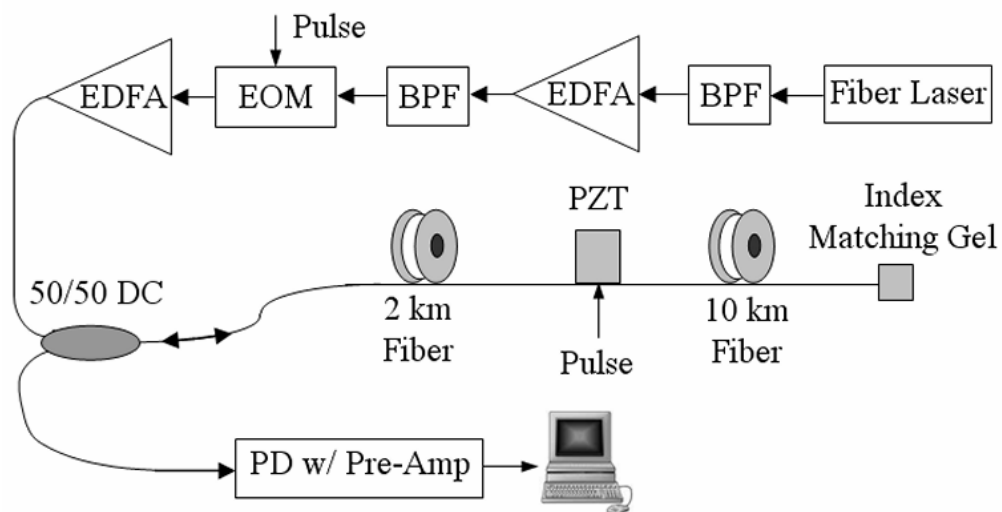 Pulse
EDFA
EOM
BPF
EDFA
BPF
Fiber Laser
PZT
Index
Matching Gel
50/50 DC
2 km
Fiber
10 km
Fiber
Pulse
PD w/ Pre-Amp